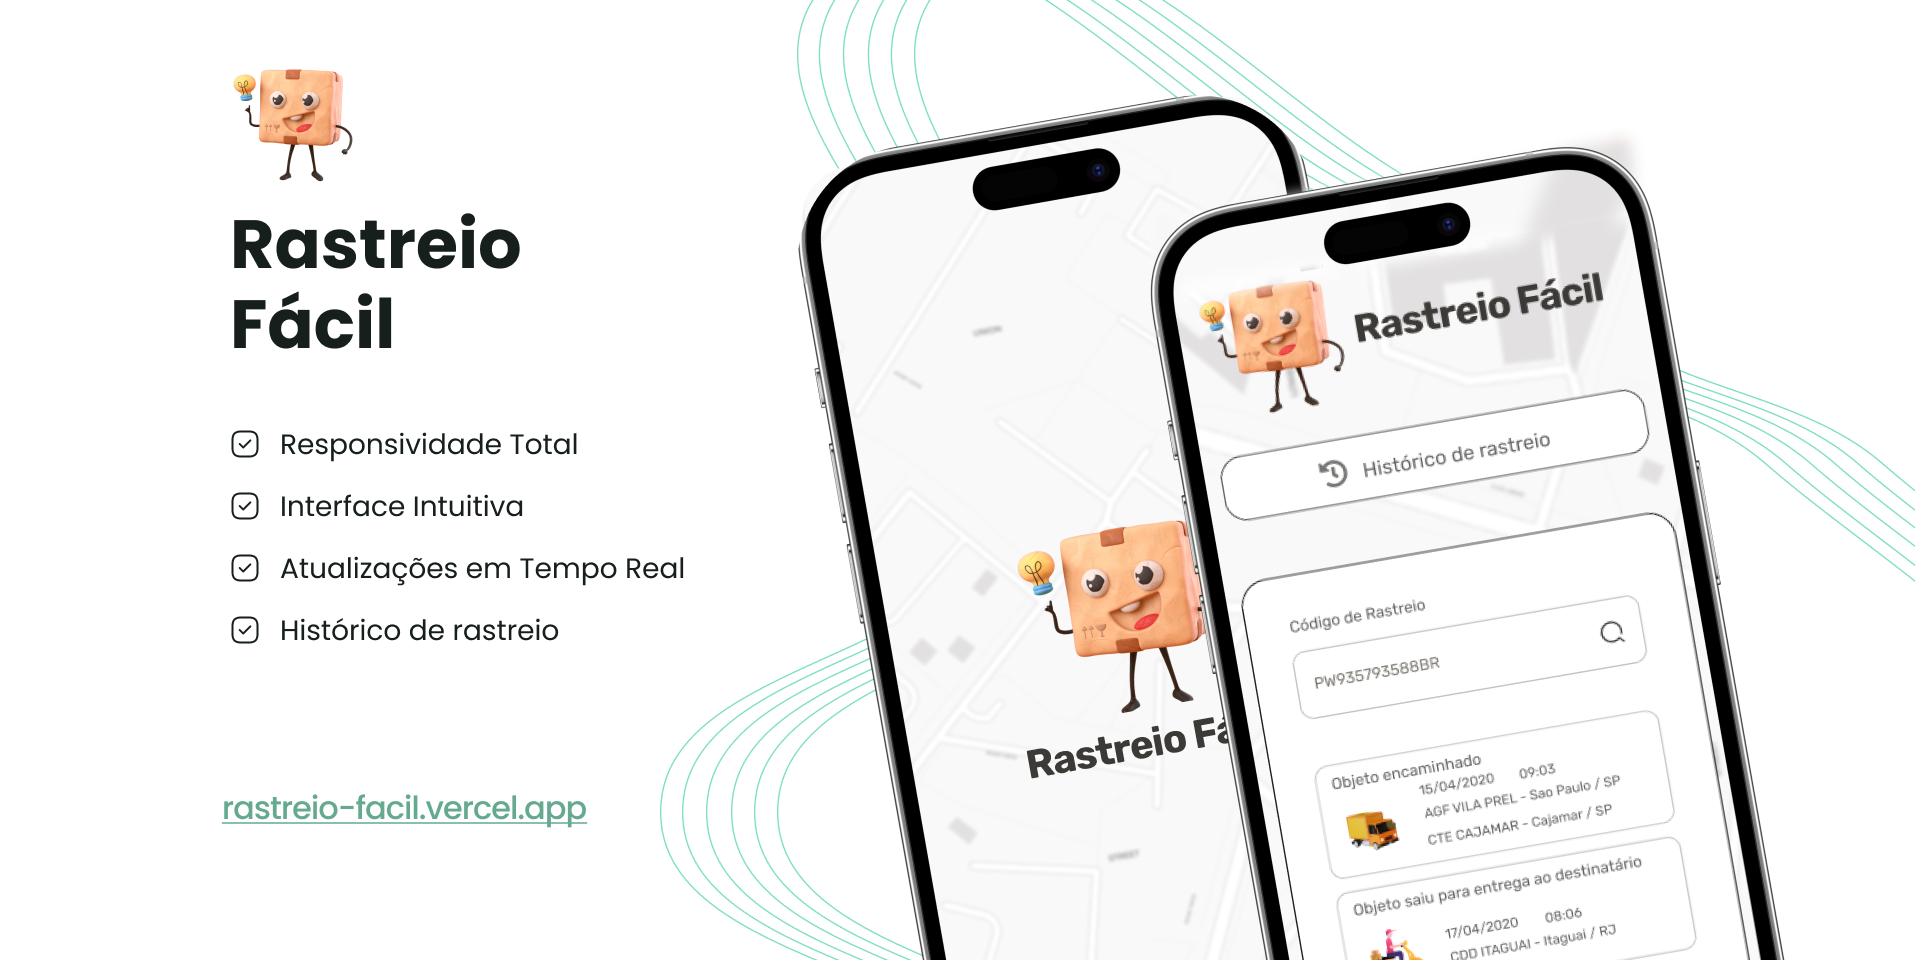 Rastreio
Fácil
Responsividade Total
Interface Intuitiva
Atualizações em Tempo Real
Histórico de rastreio
rastreio-facil.vercel.app
UNION
STREET
Rastreio Fá
Rastreio Fácil
Histórico de rastreio
Código de Rastreio
PW935793588BR
Objeto encaminhado
15/04/2020 09:03
AGF VILA PREL - Sao Paulo / SP
CTE CAJAMAR - Cajamar / SP
Objeto saiu para entrega ao destinatário
17/04/2020 08:06
CDD ITAGUAI - Itaguai / RJ